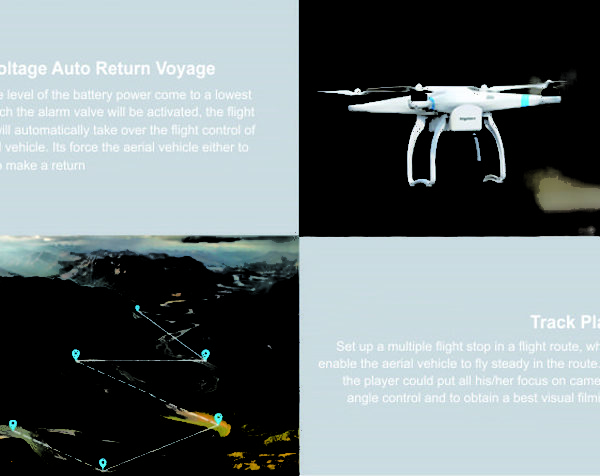 oltage Auto Return Voyage
e level of the battery power come to a lowest
ch the alarm valve will be activated, the flight
will automatically take over the flight control of
l vehicle. Its force the aerial vehicle either to
o make a return
Track Pla
Set up a multiple flight stop in a flight route, wh
enable the aerial vehicle to fly steady in the route.
the player could put all his/her focus on came
angle control and to obtain a best visual filmi